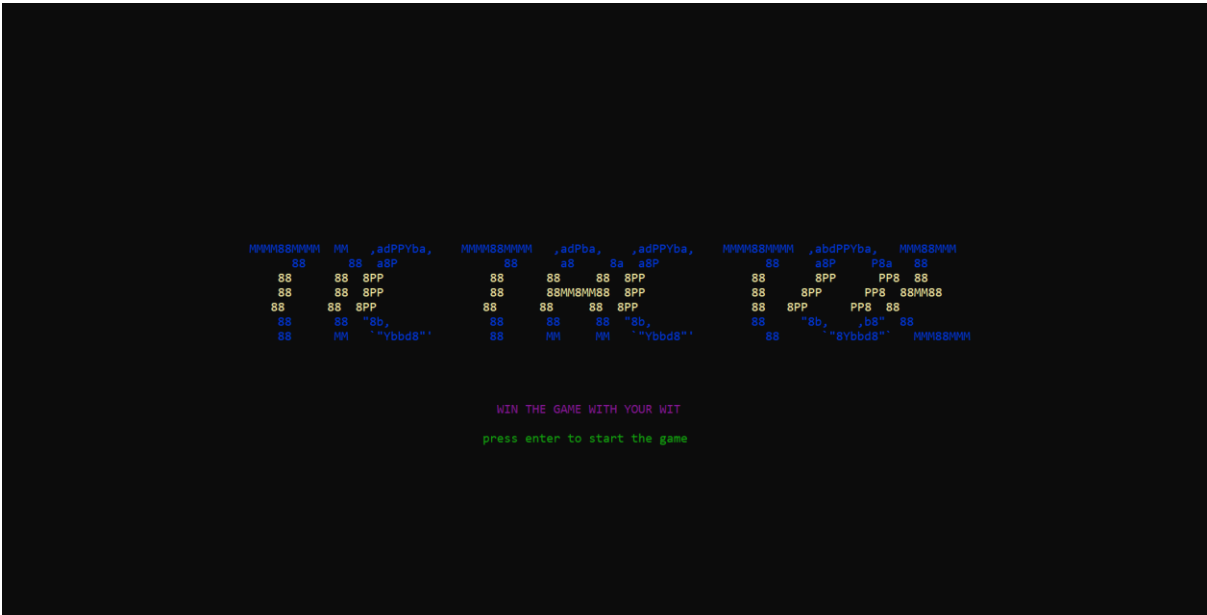 TIC TAC TOE
WIN THE GAME WITH YOUR WIT
press enter to start the game